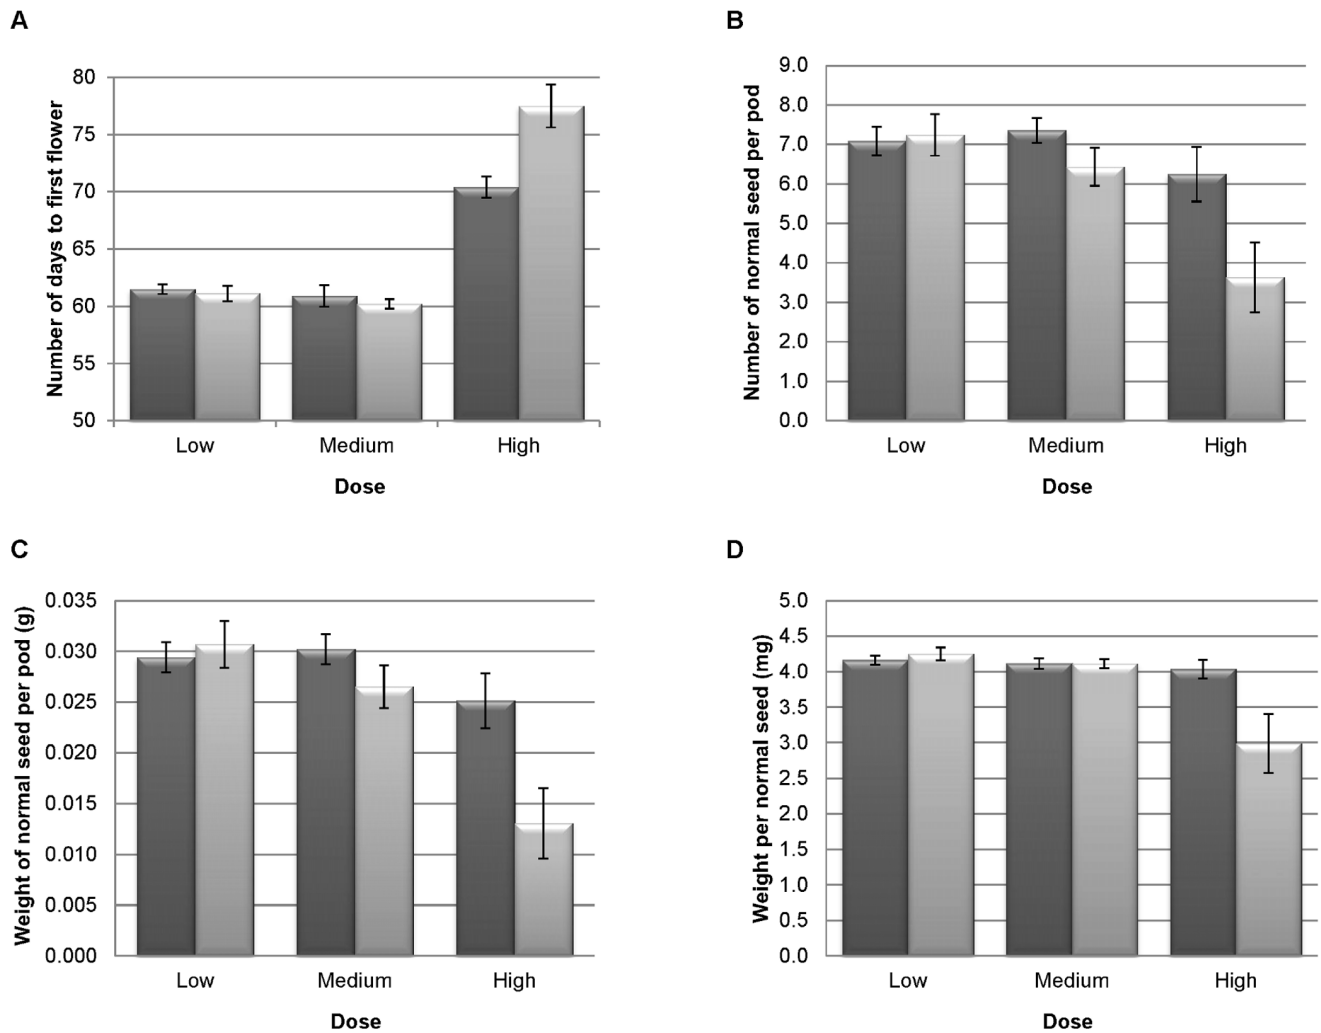 A
Number of days to first flower
80
75
70
65
60
55
50
Low Medium High
Dose
B
Number of normal seed per pod
9.0
8.0
7.0
6.0
5.0
4.0
3.0
2.0
1.0
0.0
Low Medium High
Dose
C
Weight of normal seed per pod (g)
0.035
0.030
0.025
0.020
0.015
0.010
0.005
0.000
Low Medium High
Dose
D
Weight per normal seed (mg)
5.0
4.5
4.0
3.5
3.0
2.5
2.0
1.5
1.0
0.5
0.0
Low Medium High
Dose